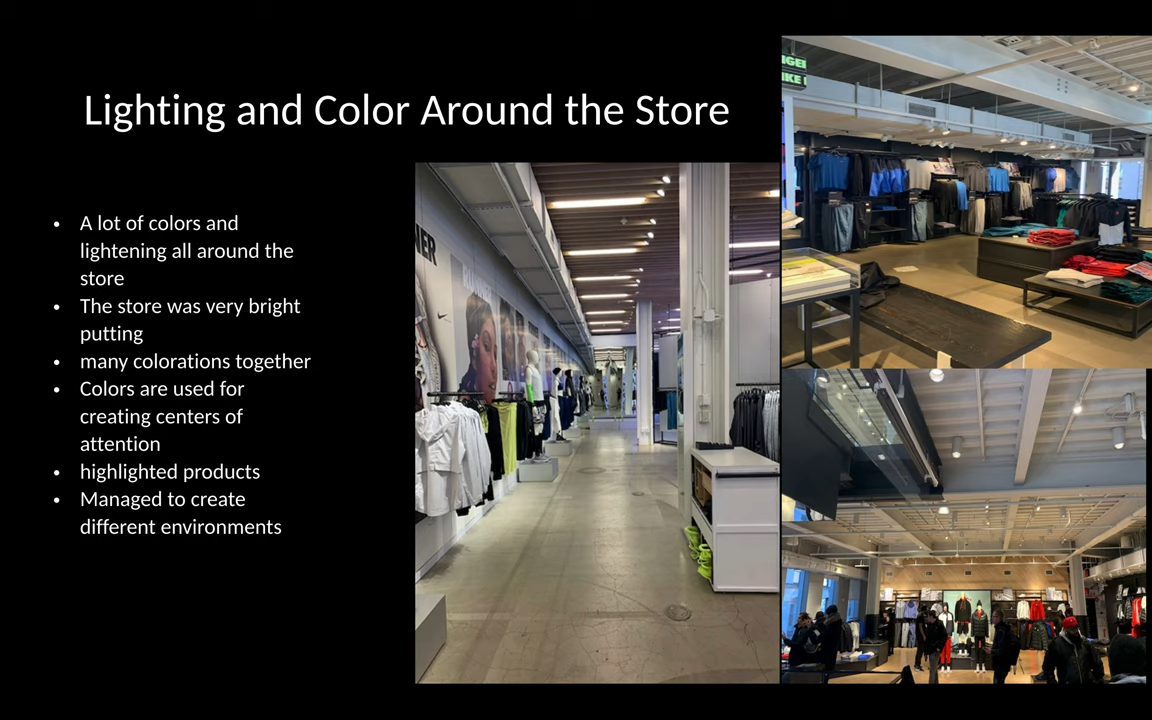 Lighting and Color Around the Store
• A lot of colors and
lightening all around the
store
• The store was very bright
putting
• many colorations together
• Colors are used for
creating centers of
attention
• highlighted products
• Managed to create
different environments